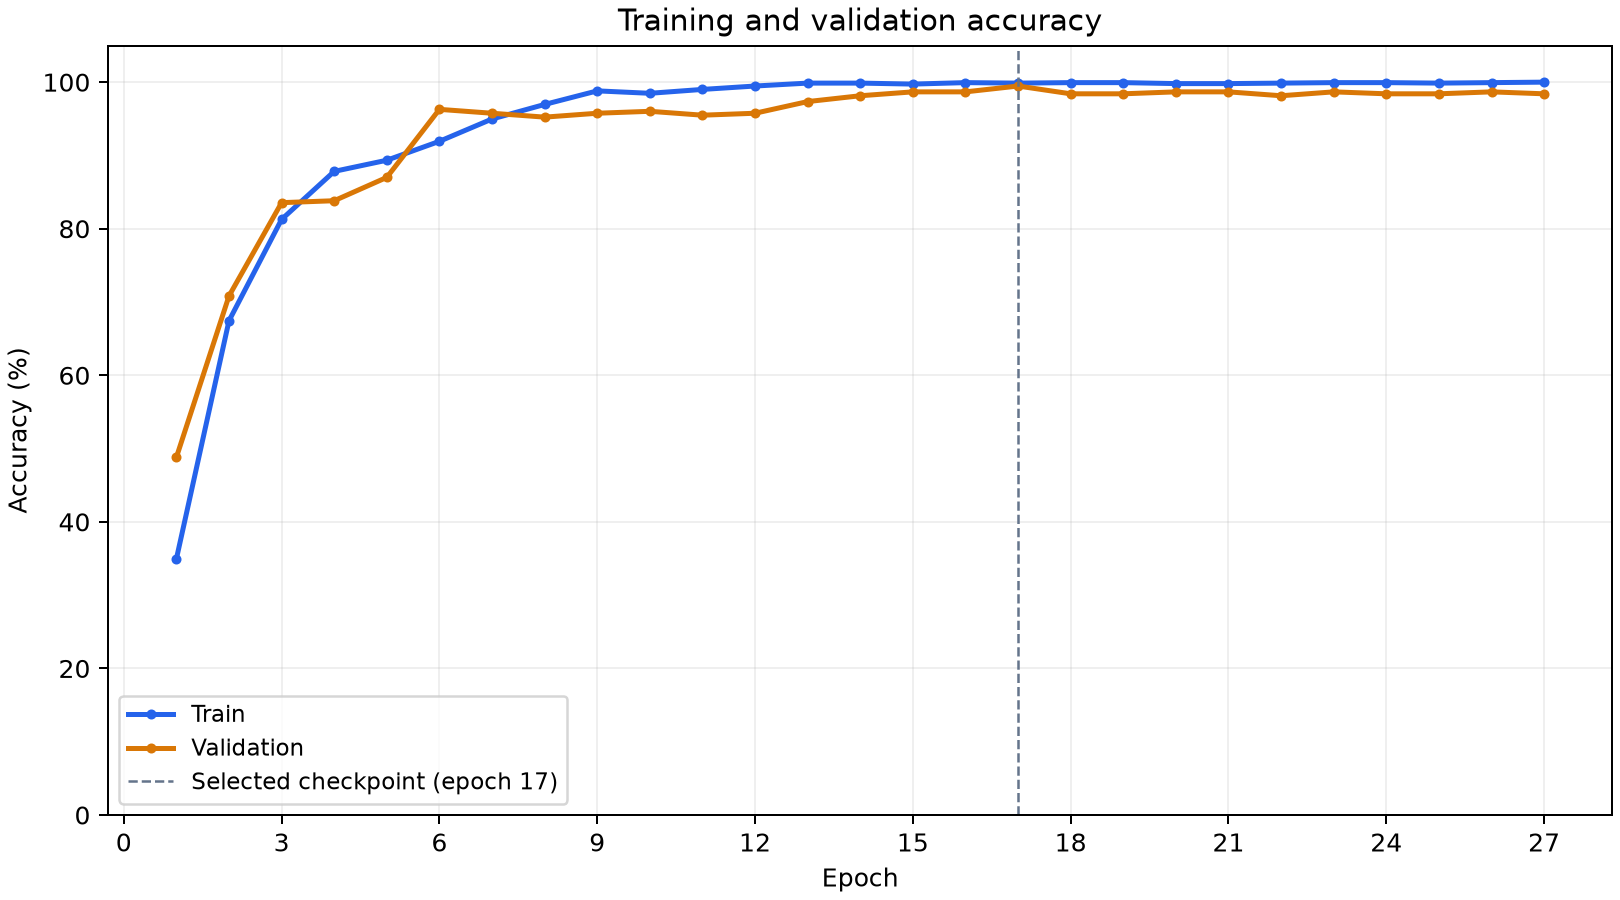 Training and validation accuracy
Accuracy (%)
100
80
60
40
20
0
Train
Validation
Selected checkpoint (epoch 17)
0 3 6 9 12 15 18 21 24 27
Epoch